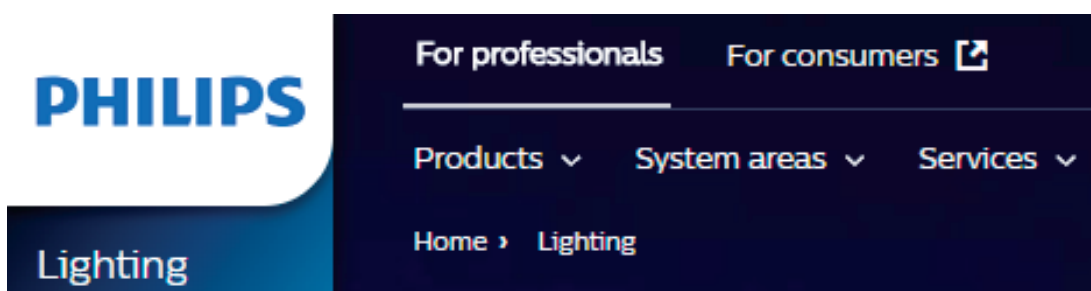 PHILIPS
Lighting
For professionals For consumers
Products System areas Services
Home › Lighting